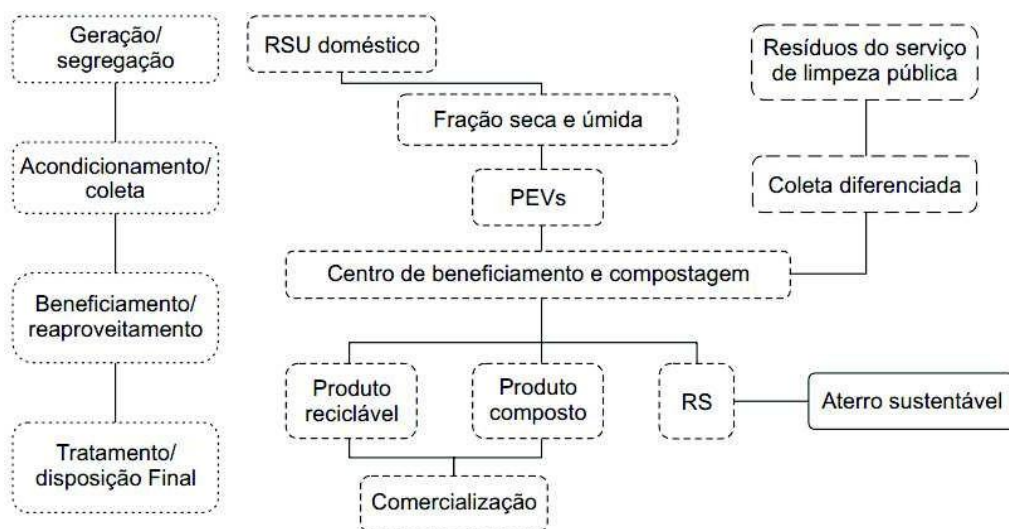 Geração/
segregação
Acondicionamento/
coleta
Beneficiamento/
reaproveitamento
Tratamento/
disposição Final
RSU doméstico
Fração seca e úmida
PEVs
Centro de beneficiamento e compostagem
Produto
reciclável
Produto
composto
RS
Aterro sustentável
Comercialização
Resíduos do serviço
de limpeza pública
Coleta diferenciada